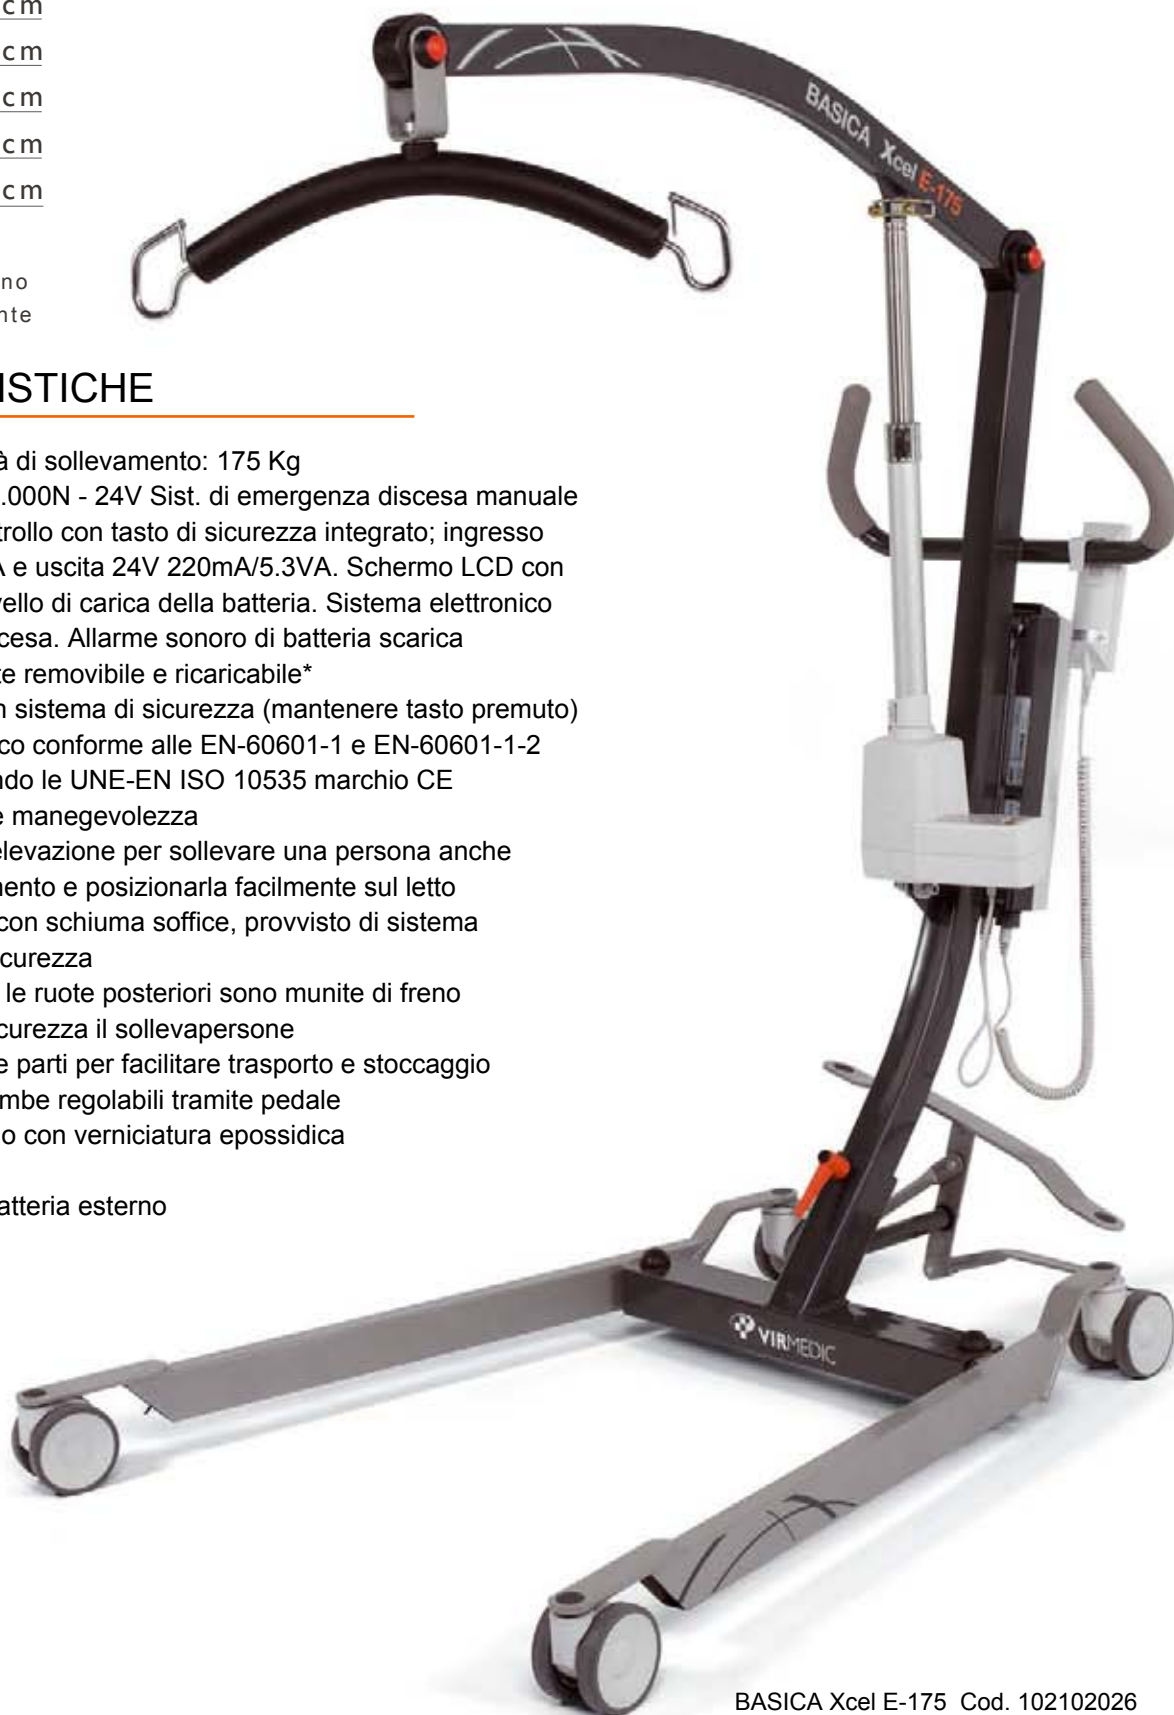 cm
cm
cm
cm
cm
BASICA Xcel E-175
no
nte
ISTICHE
à di sollevamento: 175 Kg
.000N - 24V Sist. di emergenza discesa manuale
trollo con tasto di sicurezza integrato; ingresso
A e uscita 24V 220mA/5.3VA. Schermo LCD con
vello di carica della batteria. Sistema elettronico
cesa. Allarme sonoro di batteria scarica
te removibile e ricaricabile*
n sistema di sicurezza (mantenere tasto premuto)
co conforme alle EN-60601-1 e EN-60601-1-2
ndo le UNE-EN ISO 10535 marchio CE
e manegevolezza
elevazione per sollevare una persona anche
mento e posizionarla facilmente sul letto
con schiuma soffice, provvisto di sistema
curezza
le ruote posteriori sono munite di freno
curezza il sollevapersone
e parti per facilitare trasporto e stoccaggio
mbe regolabili tramite pedale
o con verniciatura epossidica
atteria esterno
VIRMEDIC
BASICA Xcel E-175 Cod. 102102026